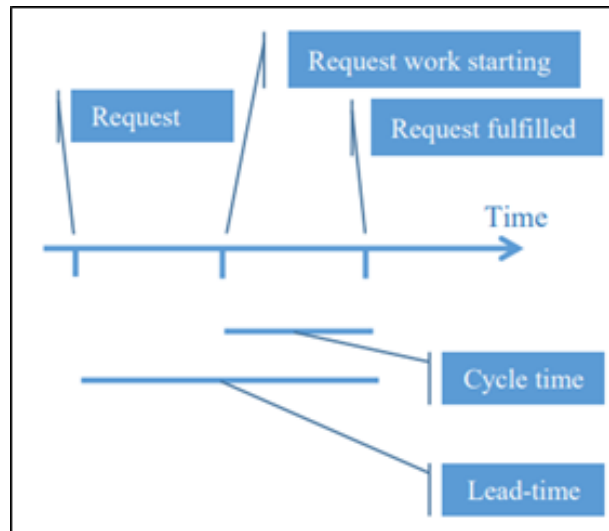 Request work starting
Request
Request fulfilled
Time
Cycle time
Lead-time